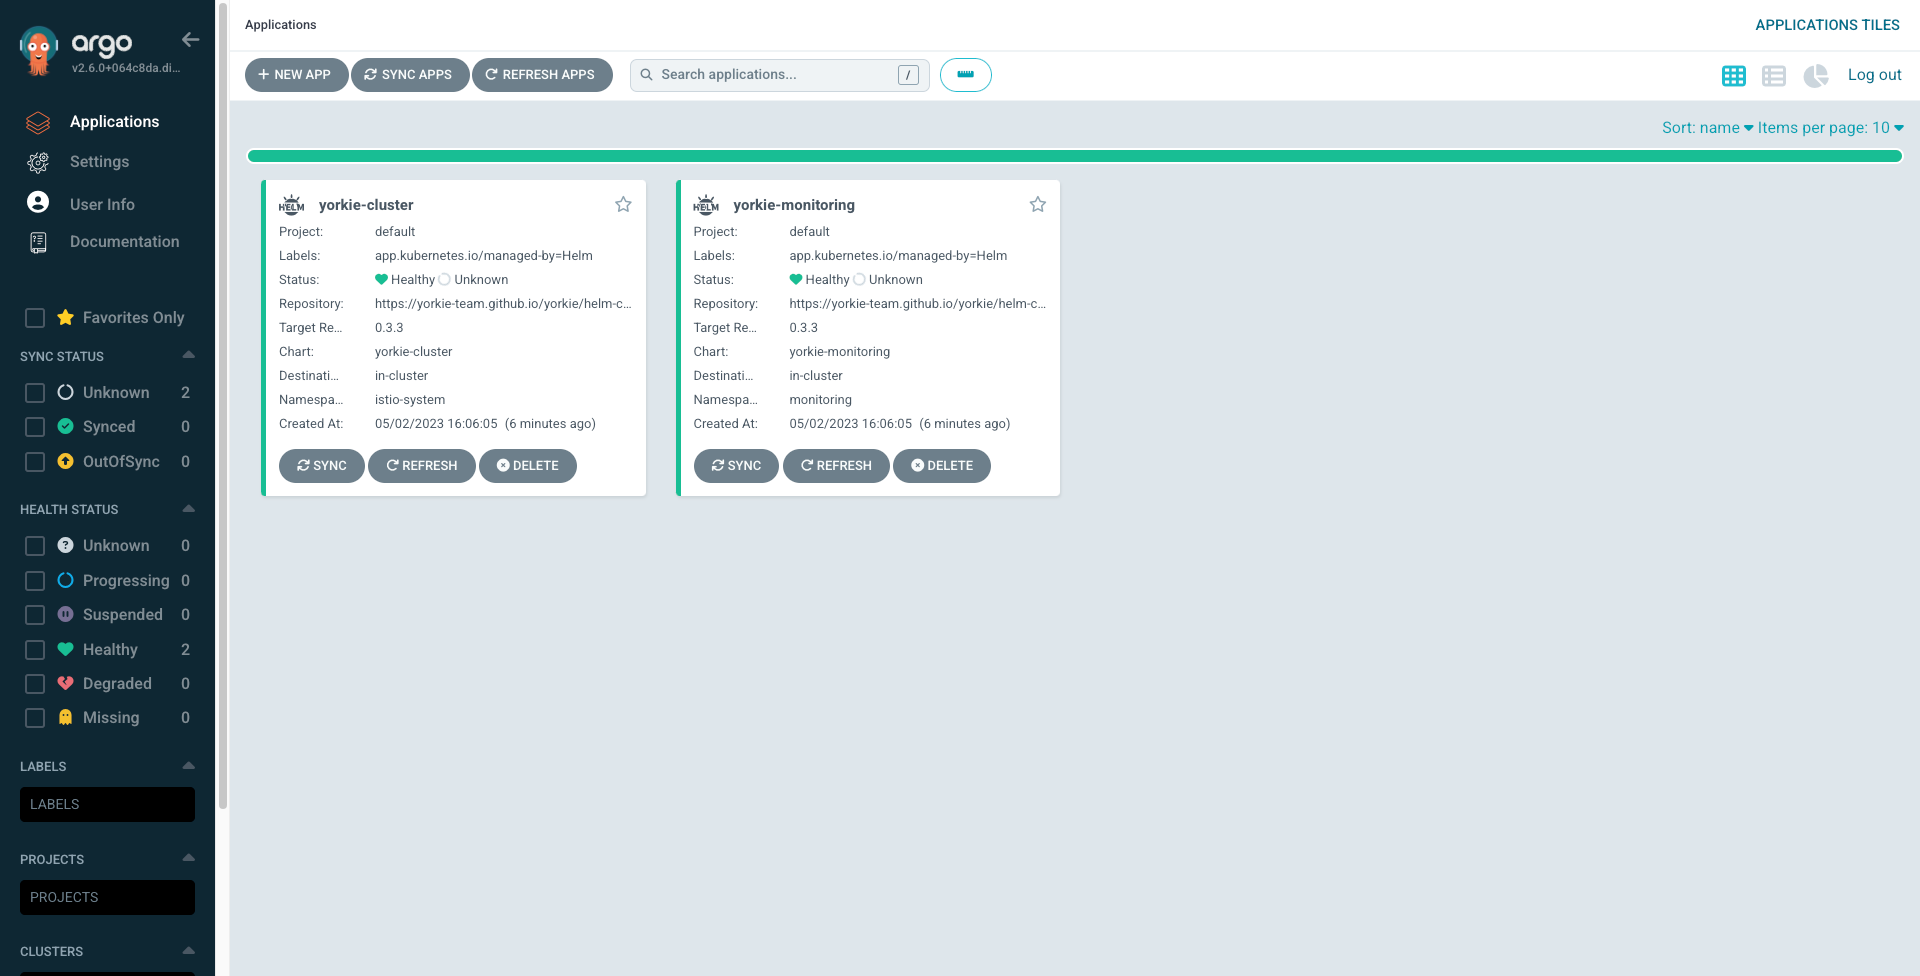 argo
v2.6.0+064c8da.di...
Applications
Settings
User Info
Documentation
Favorites Only
SYNC STATUS
Unknown 2
Synced 0
OutOfSync 0
HEALTH STATUS
Unknown 0
Progressing 0
Suspended 0
Healthy 2
Degraded 0
Missing 0
LABELS
LABELS
PROJECTS
PROJECTS
CLUSTERS
Applications
APPLICATIONS TILES
NEW APP SYNC APPS REFRESH APPS Search applications... / Log out
Sort: name Items per page: 10
HELM yorkie-cluster
Project: default
Labels: app.kubernetes.io/managed-by=Helm
Status: Healthy Unknown
Repository: https://yorkie-team.github.io/yorkie/helm-c...
Target Re... 0.3.3
Chart: yorkie-cluster
Destinati... in-cluster
Namespa... istio-system
Created At: 05/02/2023 16:06:05 (6 minutes ago)
SYNC REFRESH DELETE
HELM yorkie-monitoring
Project: default
Labels: app.kubernetes.io/managed-by=Helm
Status: Healthy Unknown
Repository: https://yorkie-team.github.io/yorkie/helm-c...
Target Re... 0.3.3
Chart: yorkie-monitoring
Destinati... in-cluster
Namespa... monitoring
Created At: 05/02/2023 16:06:05 (6 minutes ago)
SYNC REFRESH DELETE